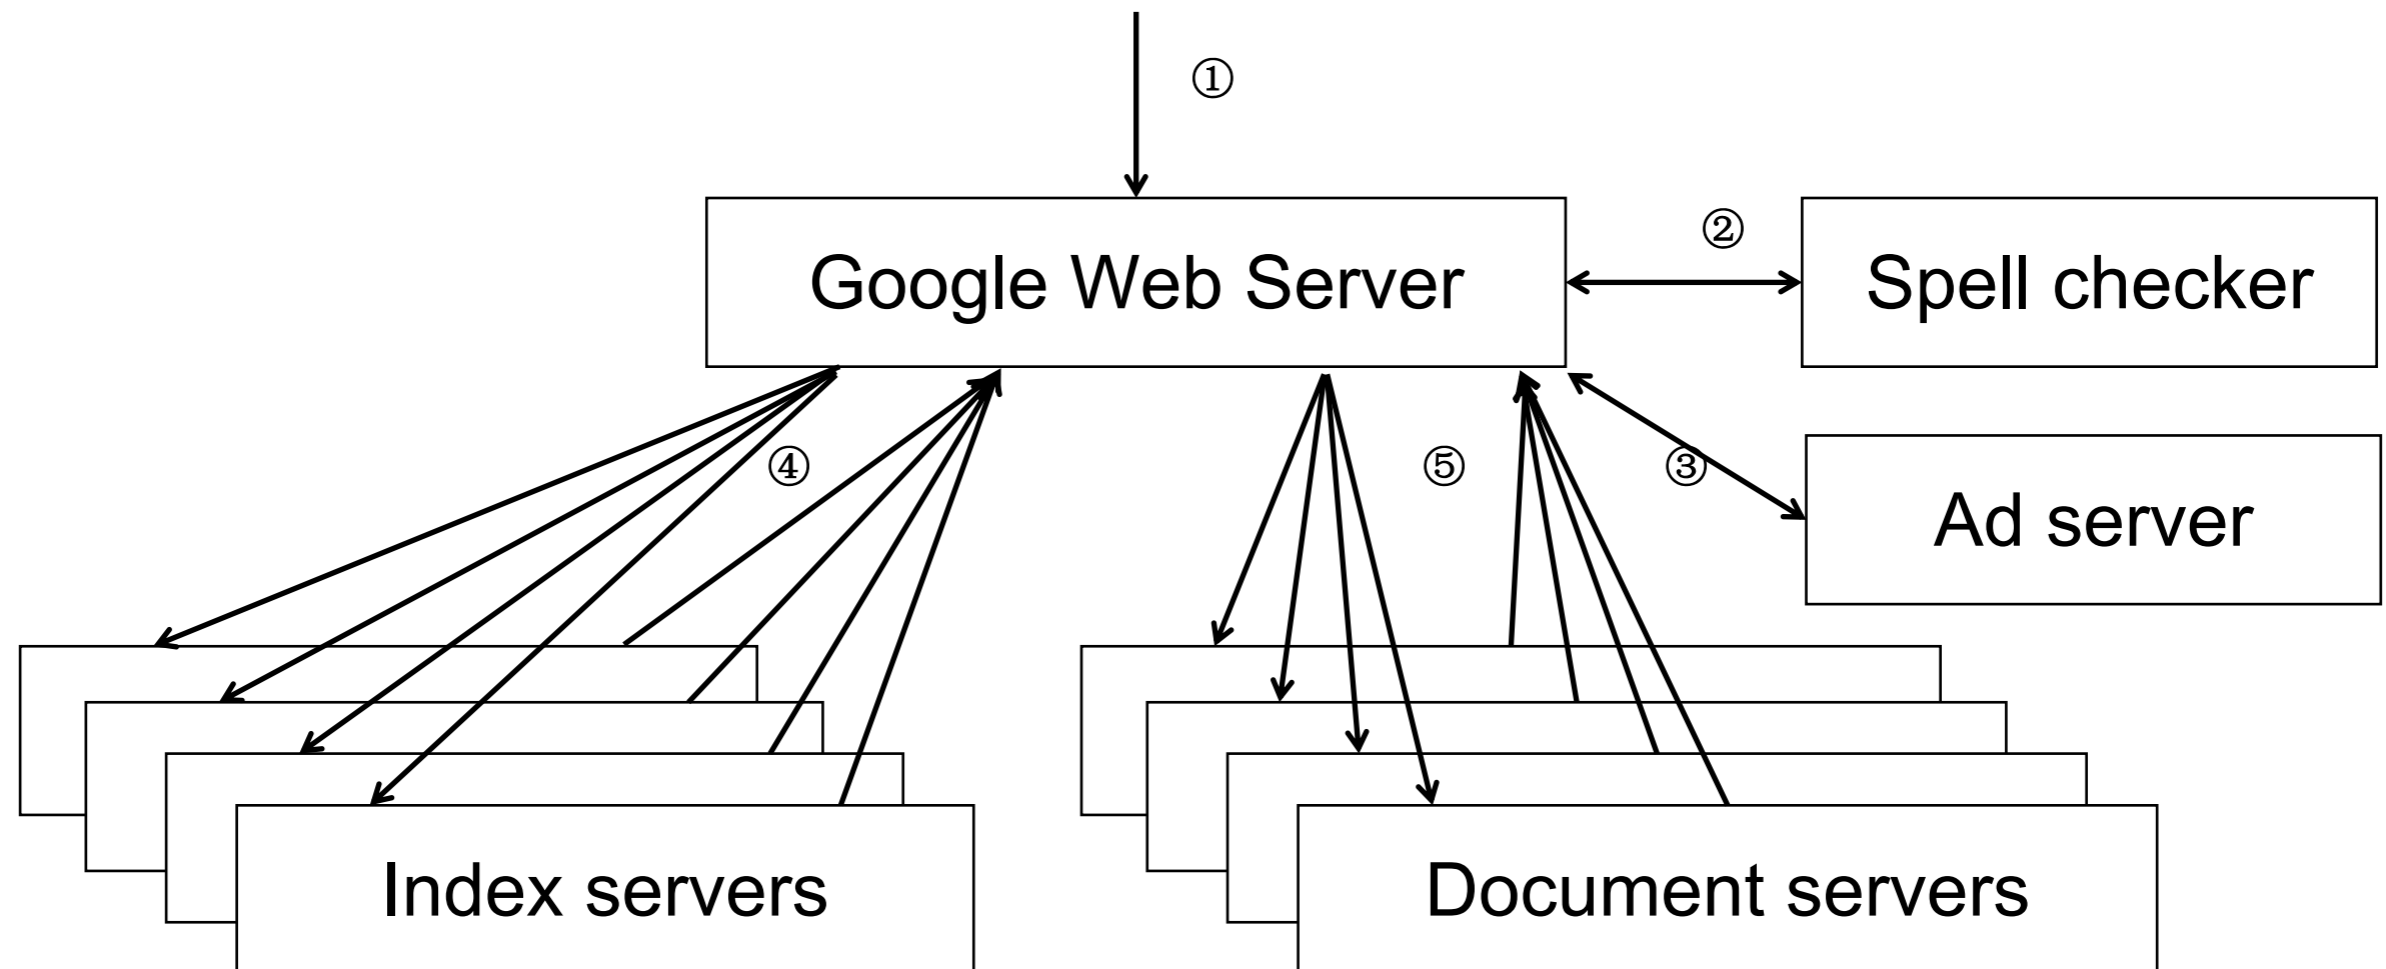 ①
Google Web Server
②
Spell checker
④
⑤
③
Ad server
Index servers
Document servers